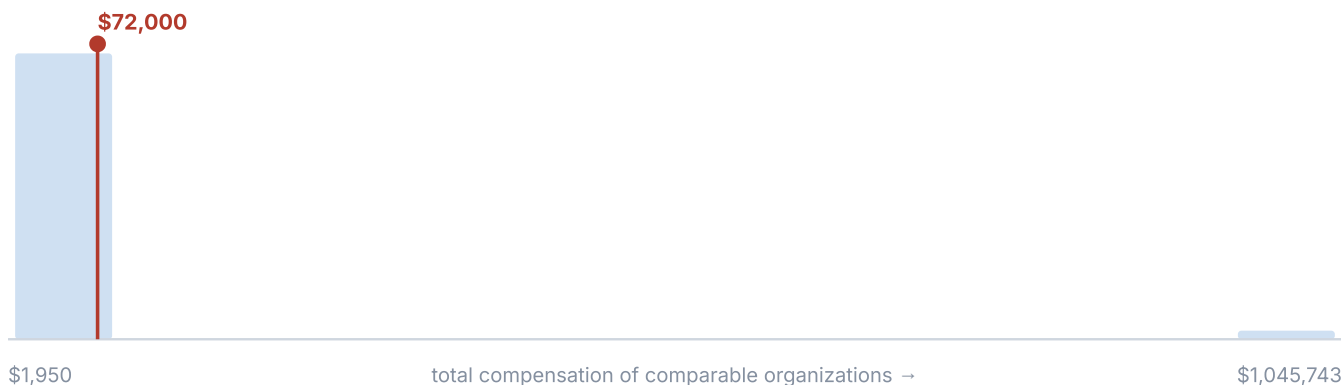 $72,000
$1,950 total compensation of comparable organizations → $1,045,743